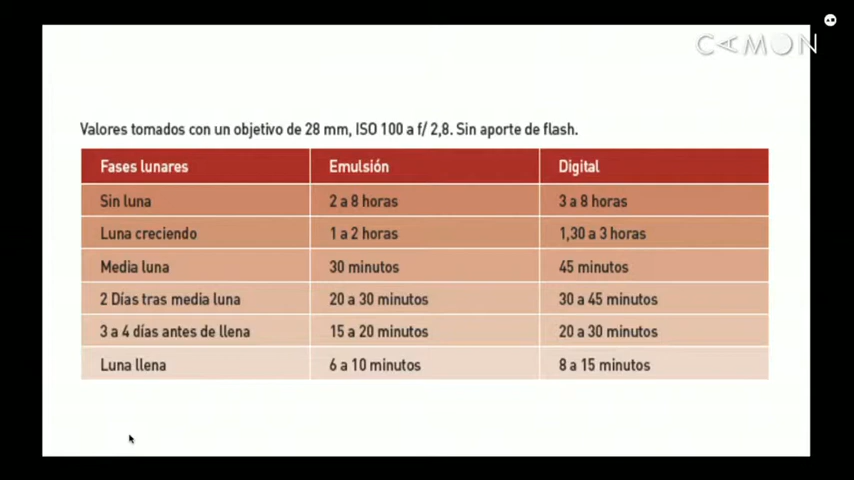 CAMON
Valores tomados con un objetivo de 28 mm, ISO 100 a f/ 2,8. Sin aporte de flash.
Fases lunares Emulsión Digital
Sin luna 2 a 8 horas 3 a 8 horas
Luna creciendo 1 a 2 horas 1,30 a 3 horas
Media luna 30 minutos 45 minutos
2 Días tras media luna 20 a 30 minutos 30 a 45 minutos
3 a 4 días antes de llena 15 a 20 minutos 20 a 30 minutos
Luna llena 6 a 10 minutos 8 a 15 minutos